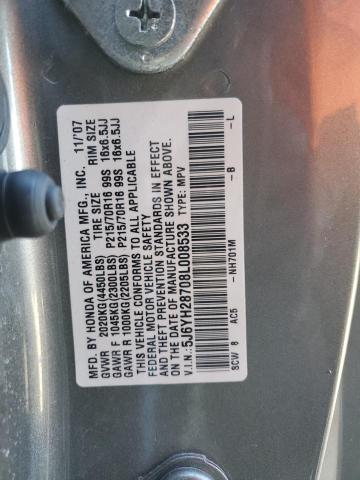 MFD. BY HONDA OF AMERICA MFG., INC. 11/'07
TIRE SIZE RIM SIZE
GVWR 2020KG(4450LBS)
GAWR F 1045KG(2300LBS) P215/70R16 99S 16x6.5JJ
GAWR R 1000KG(2205LBS) P215/70R16 99S 16x6.5JJ
THIS VEHICLE CONFORMS TO ALL APPLICABLE
FEDERAL MOTOR VEHICLE SAFETY
AND THEFT PREVENTION STANDARDS IN EFFECT
ON THE DATE OF MANUFACTURE SHOWN ABOVE.
V.I.N.: 5J6YH28708L008533 TYPE: MPV
SCW 8 AC5 -NH701M -B -L